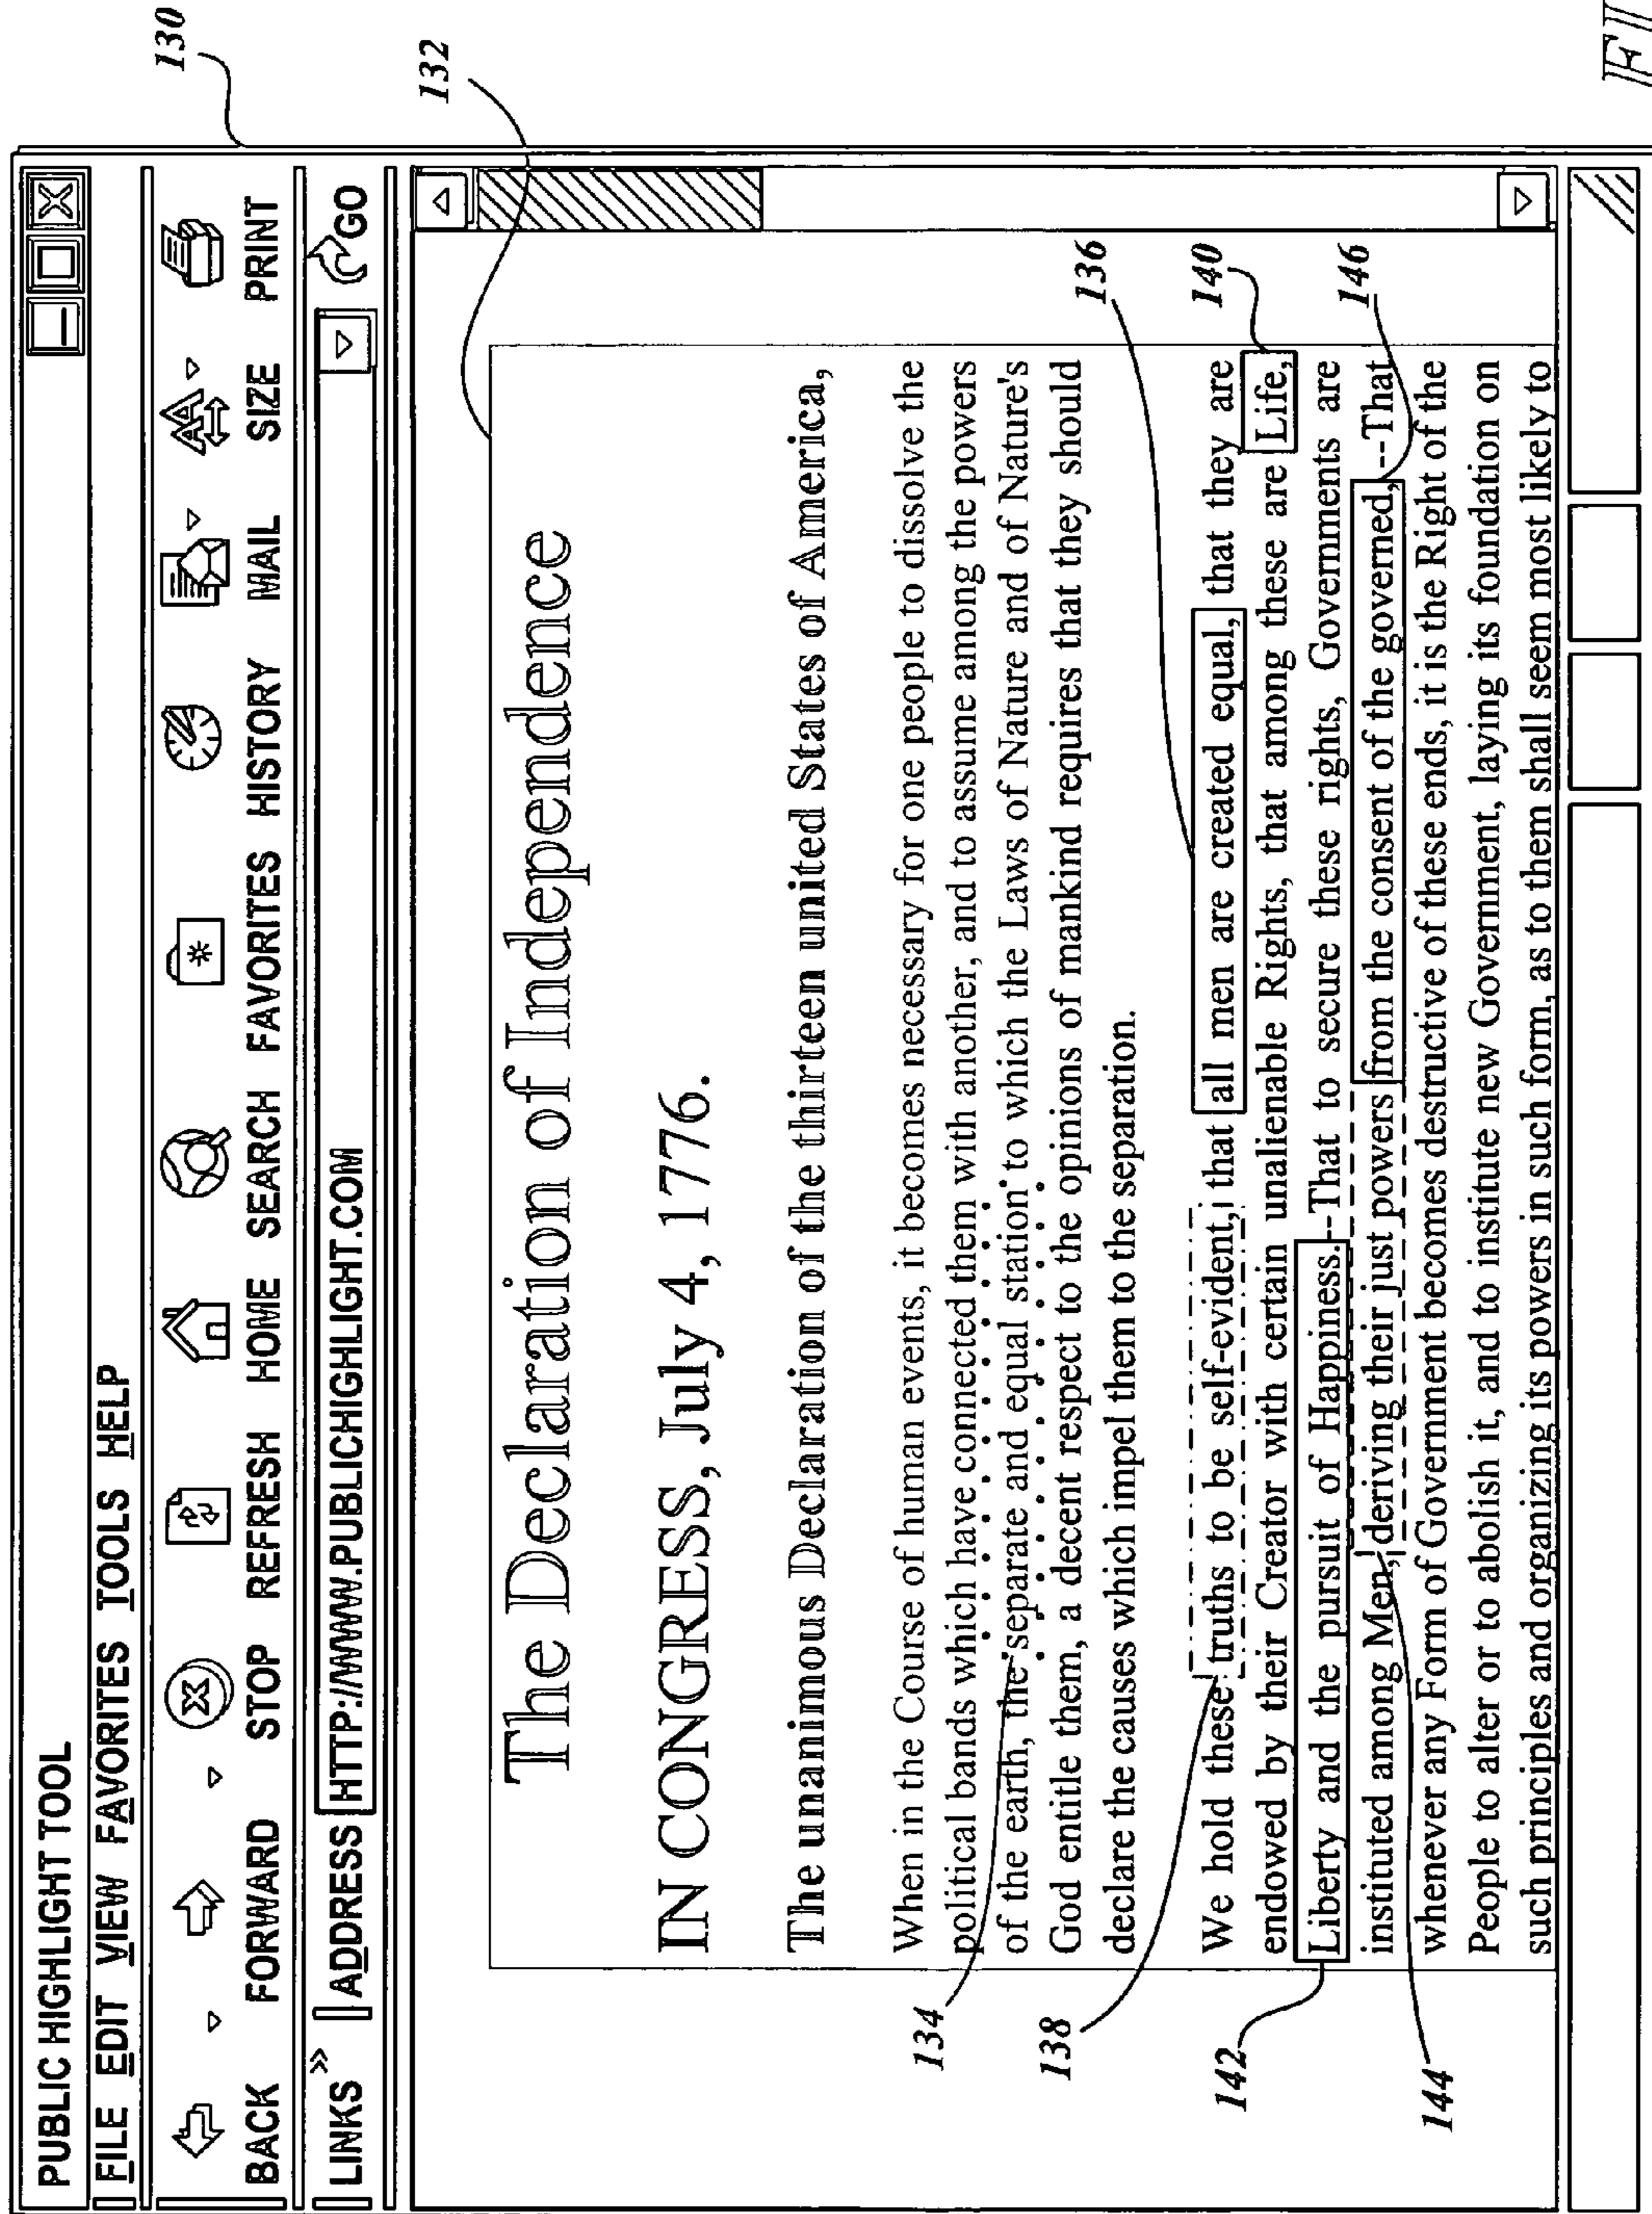 PUBLIC HIGHLIGHT TOOL
FILE EDIT VIEW FAVORITES TOOLS HELP
BACK FORWARD STOP REFRESH HOME SEARCH FAVORITES HISTORY MAIL SIZE PRINT
LINKS » ADDRESS HTTP://WWW.PUBLICHIGHLIGHT.COM GO
130
132
The Declaration of Independence
IN CONGRESS, July 4, 1776.
The unanimous Declaration of the thirteen united States of America,
When in the Course of human events, it becomes necessary for one people to dissolve the
political bands which have connected them with another, and to assume among the powers
of the earth, the separate and equal station to which the Laws of Nature and of Nature's
God entitle them, a decent respect to the opinions of mankind requires that they should
declare the causes which impel them to the separation.
We hold these truths to be self-evident, that all men are created equal, that they are
endowed by their Creator with certain unalienable Rights, that among these are Life,
Liberty and the pursuit of Happiness.--That to secure these rights, Governments are
instituted among Men, deriving their just powers from the consent of the governed, --That
whenever any Form of Government becomes destructive of these ends, it is the Right of the
People to alter or to abolish it, and to institute new Government, laying its foundation on
such principles and organizing its powers in such form, as to them shall seem most likely to
134
136
138
140
142
144
146